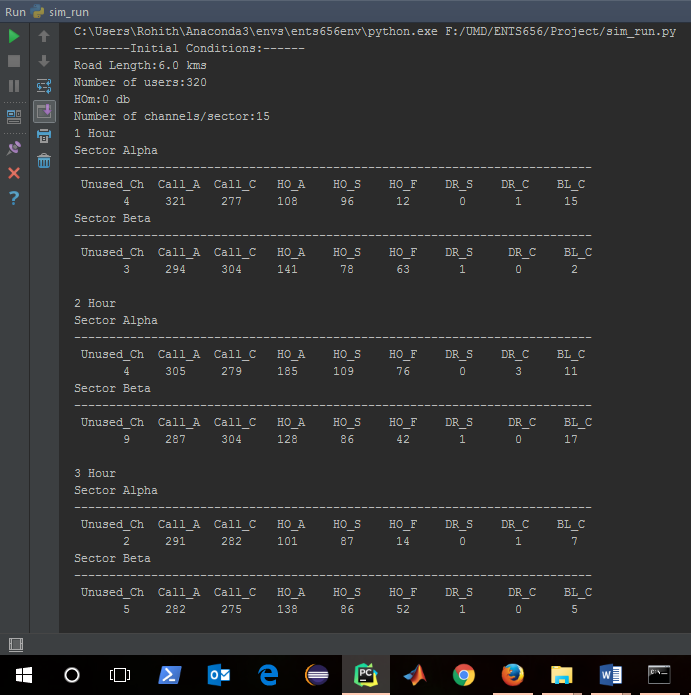 Run sim_run
C:\Users\Rohith\Anaconda3\envs\ents656env\python.exe F:/UMD/ENTS656/Project/sim_run.py
--------Initial Conditions:------
Road Length:6.0 kms
Number of users:320
HOm:0 db
Number of channels/sector:15
1 Hour
Sector Alpha
--------------------------------------------------------------------------
Unused_Ch Call_A Call_C HO_A HO_S HO_F DR_S DR_C BL_C
4 321 277 108 96 12 0 1 15
Sector Beta
--------------------------------------------------------------------------
Unused_Ch Call_A Call_C HO_A HO_S HO_F DR_S DR_C BL_C
3 294 304 141 78 63 1 0 2
2 Hour
Sector Alpha
--------------------------------------------------------------------------
Unused_Ch Call_A Call_C HO_A HO_S HO_F DR_S DR_C BL_C
4 305 279 185 109 76 0 3 11
Sector Beta
--------------------------------------------------------------------------
Unused_Ch Call_A Call_C HO_A HO_S HO_F DR_S DR_C BL_C
9 287 304 128 86 42 1 0 17
3 Hour
Sector Alpha
--------------------------------------------------------------------------
Unused_Ch Call_A Call_C HO_A HO_S HO_F DR_S DR_C BL_C
2 291 282 101 87 14 0 1 7
Sector Beta
--------------------------------------------------------------------------
Unused_Ch Call_A Call_C HO_A HO_S HO_F DR_S DR_C BL_C
5 282 275 138 86 52 1 0 5